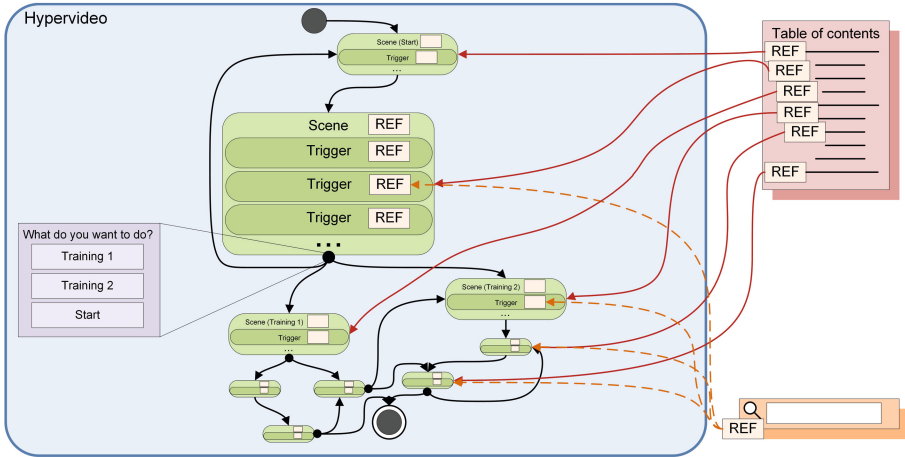 Hypervideo
Scene (Start)
Trigger
...
Scene REF
Trigger REF
Trigger REF
Trigger REF
...
What do you want to do?
Training 1
Training 2
Start
Scene (Training 2)
Trigger
...
Scene (Training 1)
Trigger
...
Table of contents
REF
REF
REF
REF
REF
REF
REF